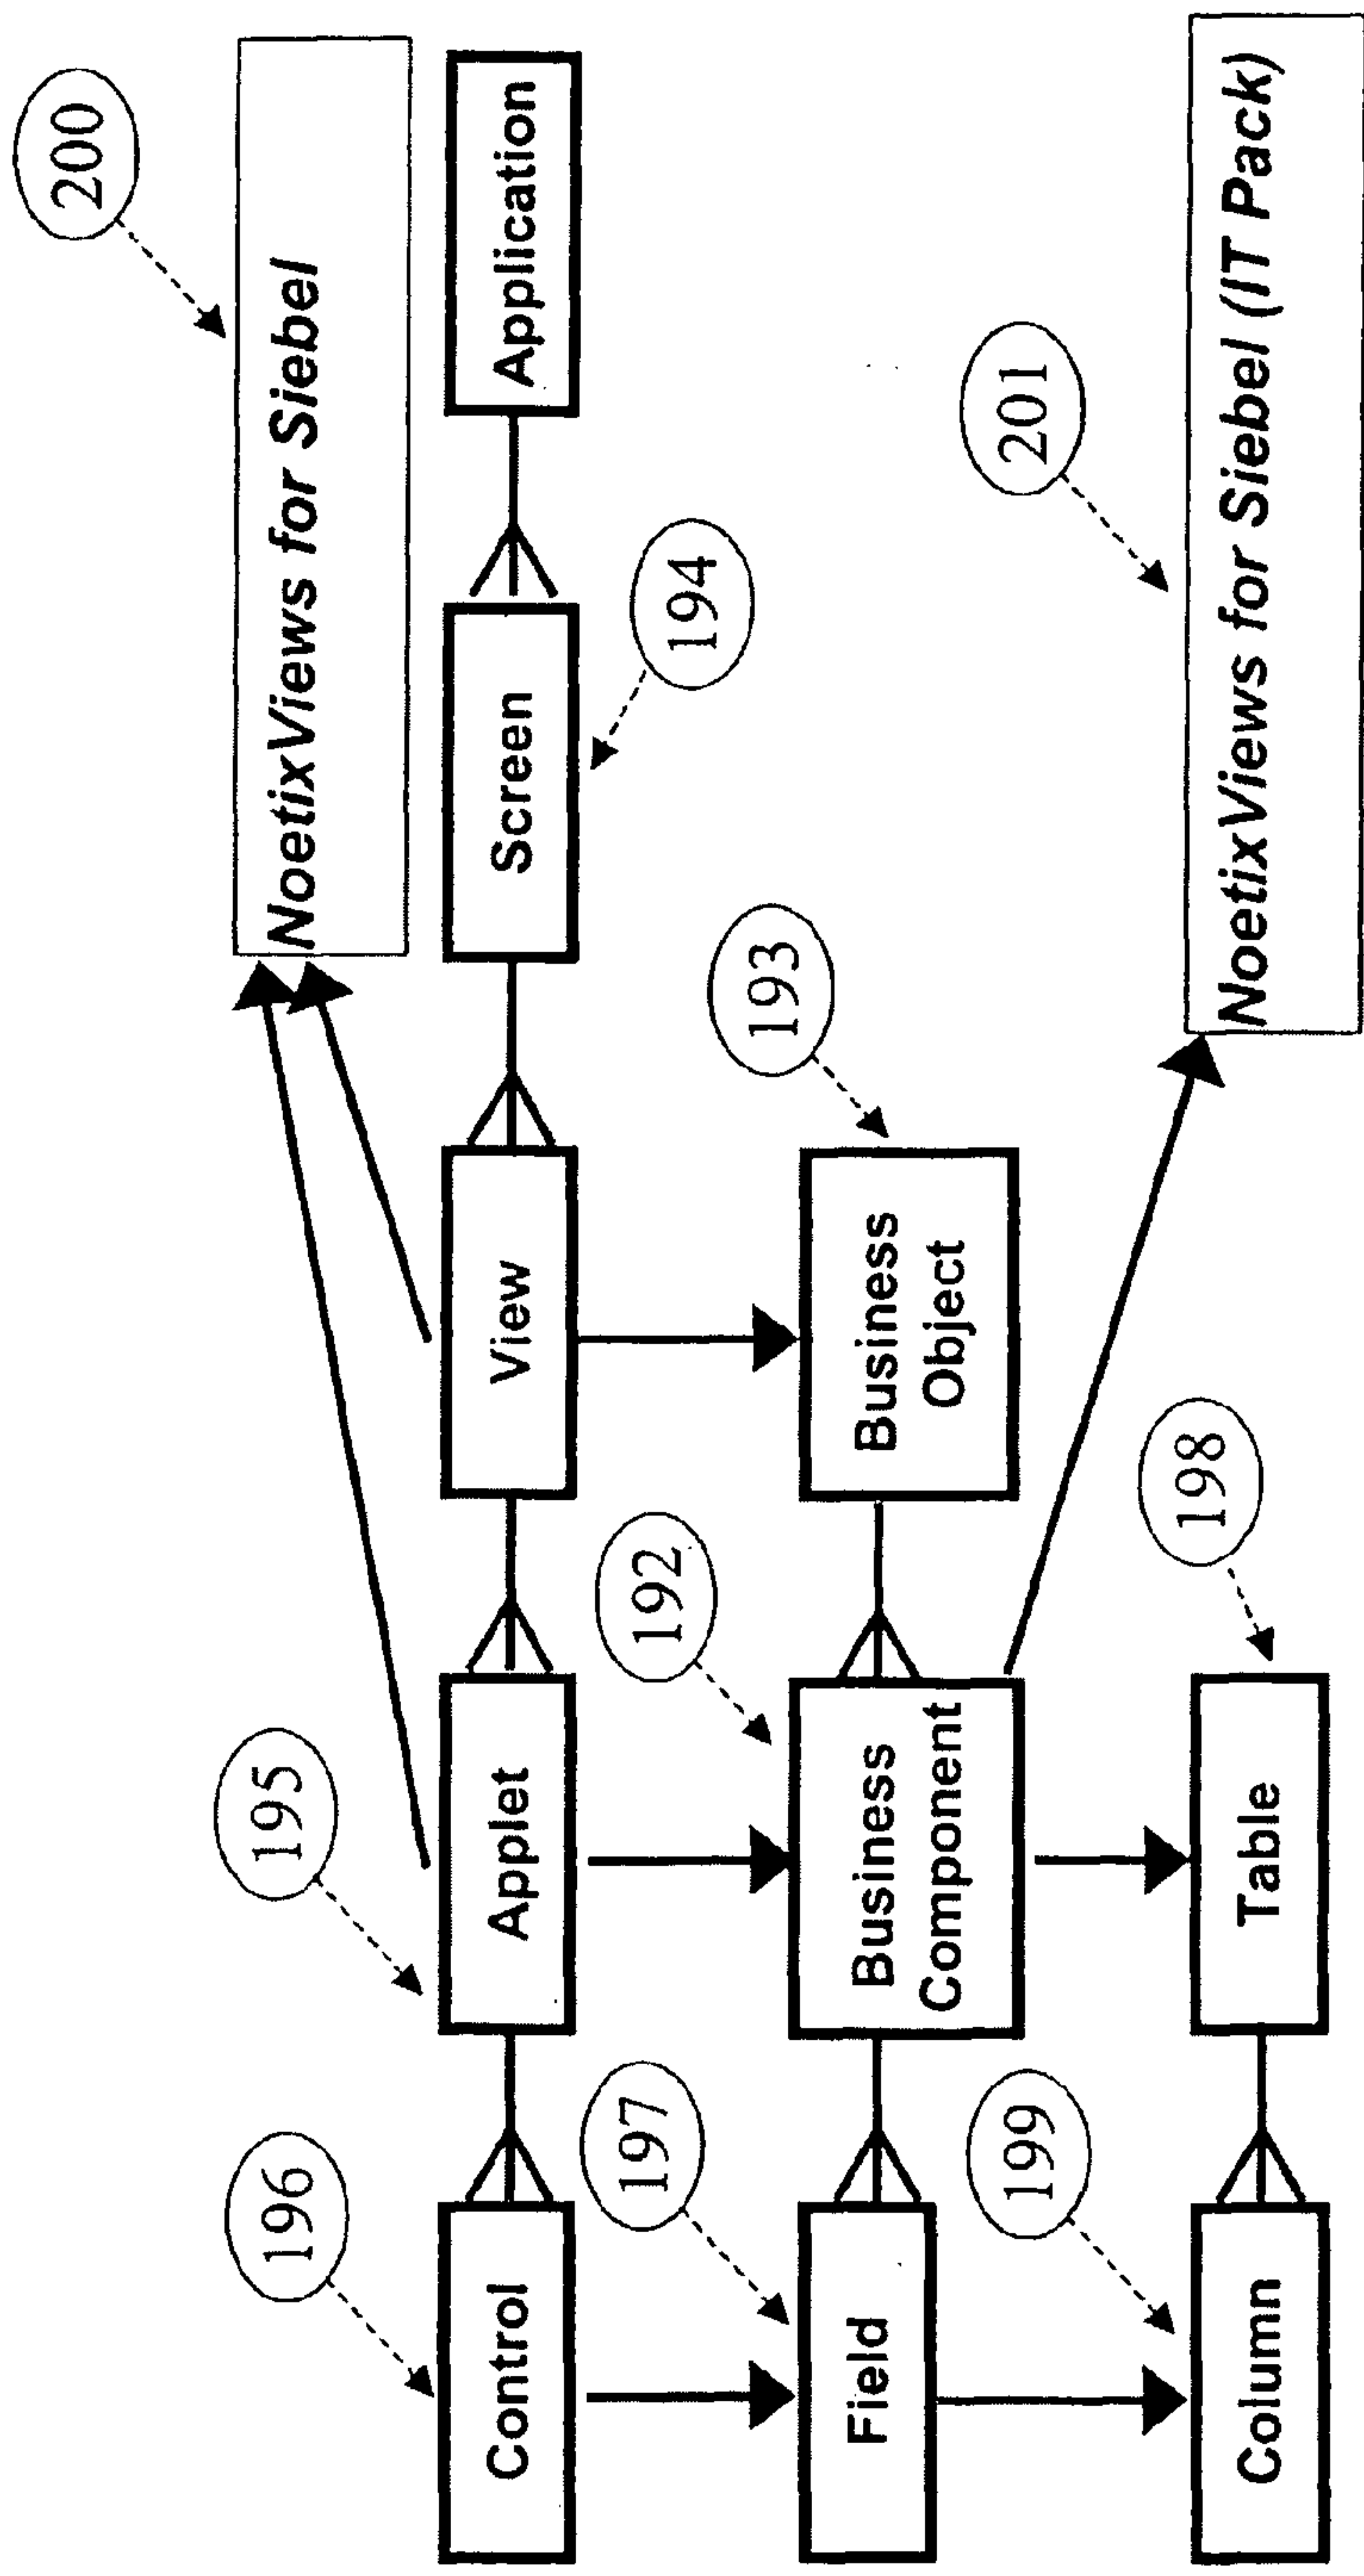 200
NoetixViews for Siebel
196
195
Control
Applet
View
Screen
Application
197
192
193
194
Field
Business
Component
Business
Object
201
199
198
Column
Table
NoetixViews for Siebel (IT Pack)